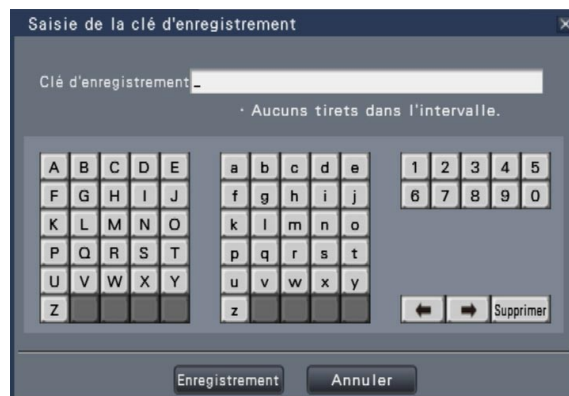 Saisie de la clé d'enregistrement ×
Clé d'enregistrement _
· Aucuns tirets dans l'intervalle.
A B C D E a b c d e 1 2 3 4 5
F G H I J f g h i j 6 7 8 9 0
K L M N O k l m n o
P Q R S T p q r s t
U V W X Y u v w x y
Z z ← → Supprimer
Enregistrement Annuler